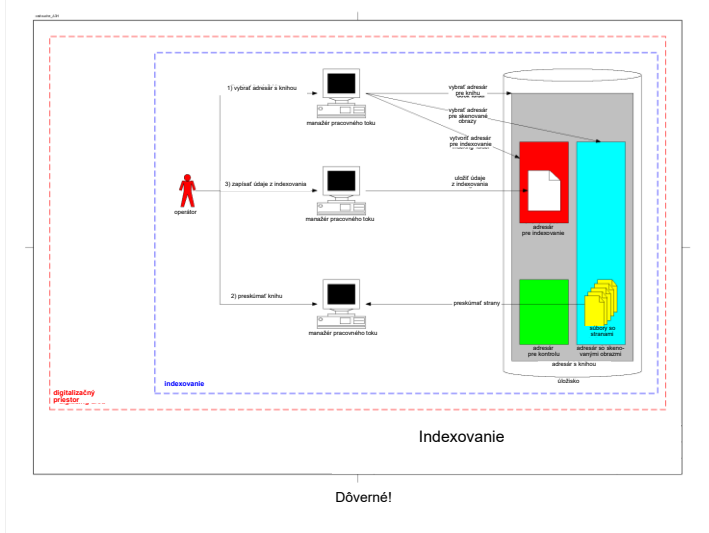 1) vybrať adresár s knihou
vybrať adresár
pre knihu
manažér pracovného toku
vybrať adresár
pre skenované
obrazy
vytvoriť adresár
pre indexovanie
3) zapísať údaje z indexovania
uložiť údaje
z indexovania
operátor
manažér pracovného toku
adresár
pre indexovanie
2) preskúmať knihu
preskúmať strany
manažér pracovného toku
súbory so
stranami
adresár
pre kontrolu
adresár so skeno-
vanými obrazmi
adresár s knihou
úložisko
indexovanie
digitalizačný
priestor
Indexovanie
Dôverné!